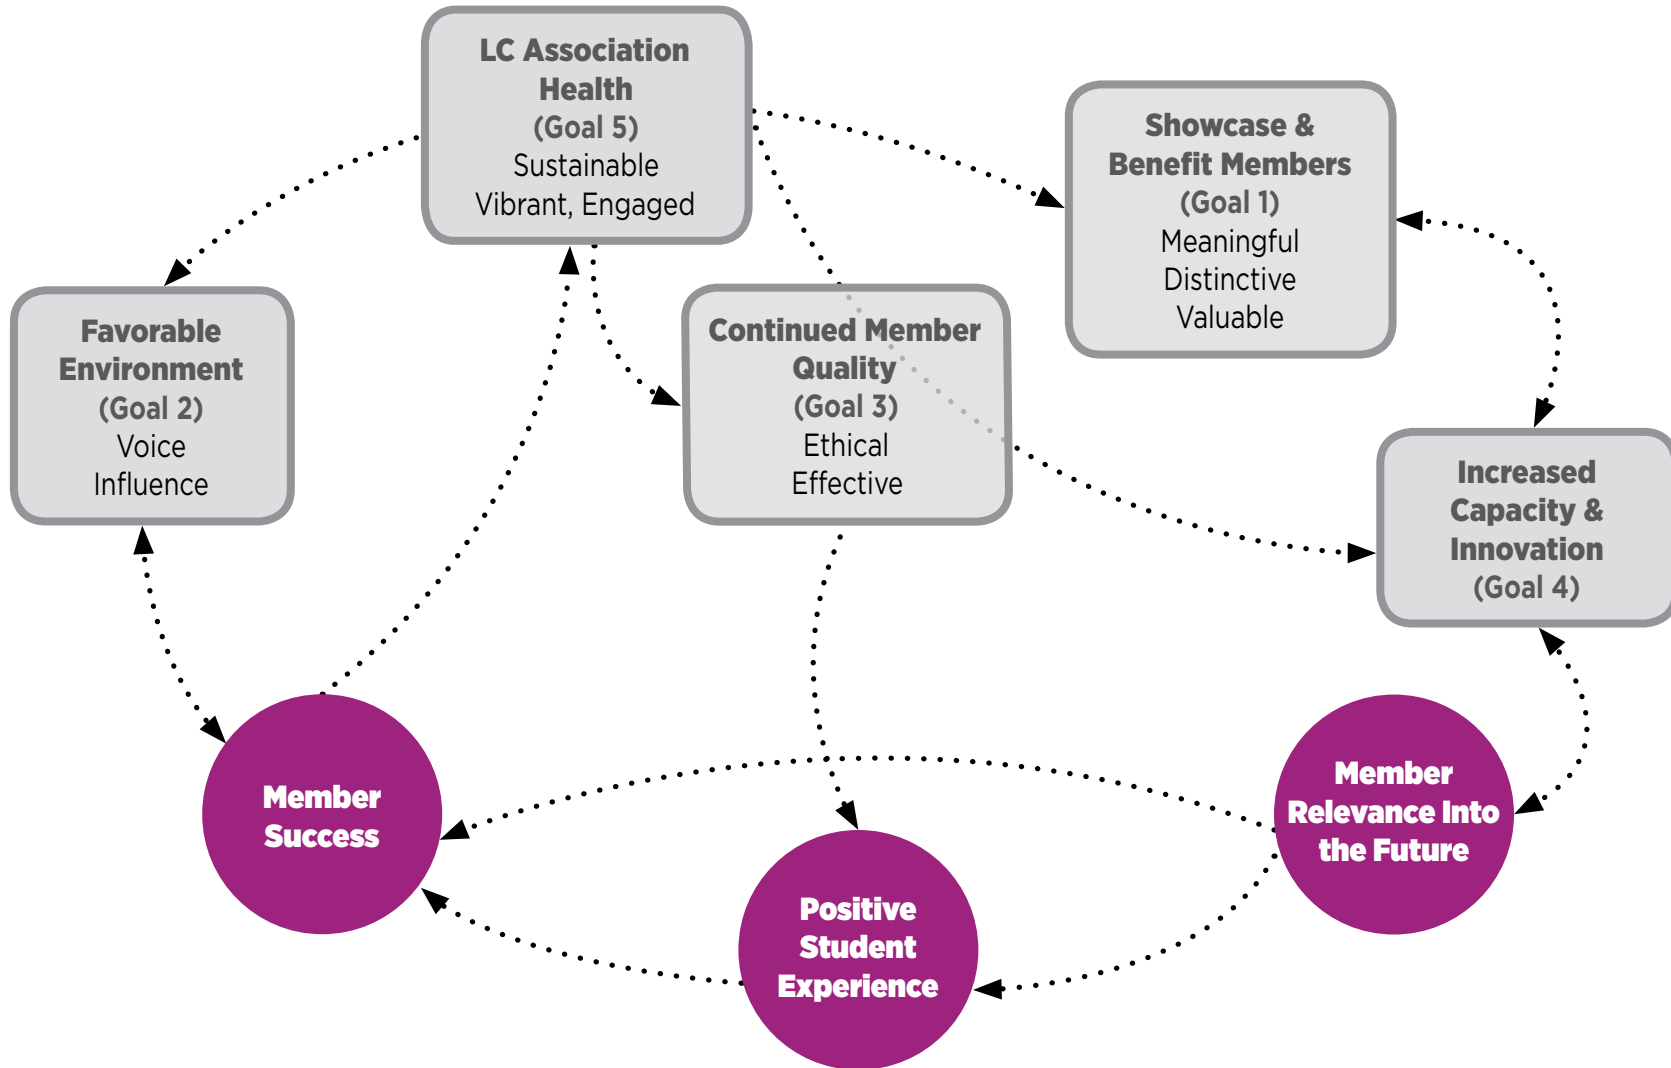 LC Association
Health
(Goal 5)
Sustainable
Vibrant, Engaged
Showcase &
Benefit Members
(Goal 1)
Meaningful
Distinctive
Valuable
Favorable
Environment
(Goal 2)
Voice
Influence
Continued Member
Quality
(Goal 3)
Ethical
Effective
Increased
Capacity &
Innovation
(Goal 4)
Member
Success
Positive
Student
Experience
Member
Relevance Into
the Future